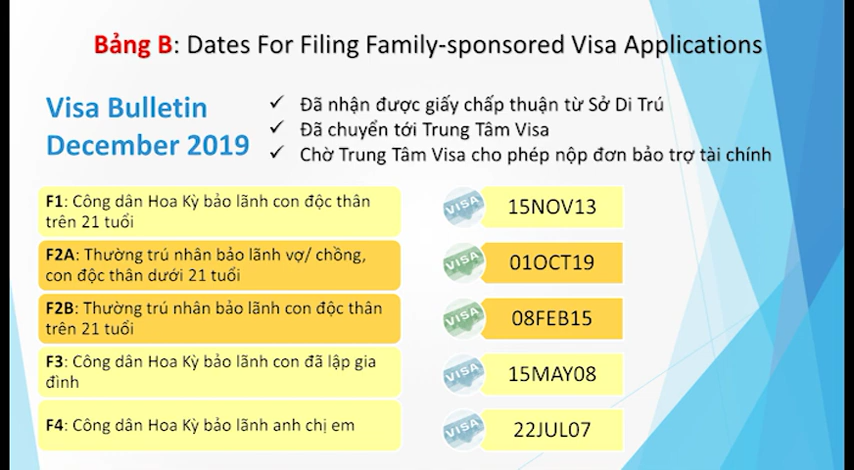 Bảng B: Dates For Filing Family-sponsored Visa Applications
Visa Bulletin
December 2019
✓ Đã nhận được giấy chấp thuận từ Sở Di Trú
✓ Đã chuyển tới Trung Tâm Visa
✓ Chờ Trung Tâm Visa cho phép nộp đơn bảo trợ tài chính
F1: Công dân Hoa Kỳ bảo lãnh con độc thân
trên 21 tuổi
VISA
15NOV13
F2A: Thường trú nhân bảo lãnh vợ/ chồng,
con độc thân dưới 21 tuổi
VISA
01OCT19
F2B: Thường trú nhân bảo lãnh con độc thân
trên 21 tuổi
VISA
08FEB15
F3: Công dân Hoa Kỳ bảo lãnh con đã lập gia
đình
VISA
15MAY08
F4: Công dân Hoa Kỳ bảo lãnh anh chị em
VISA
22JUL07